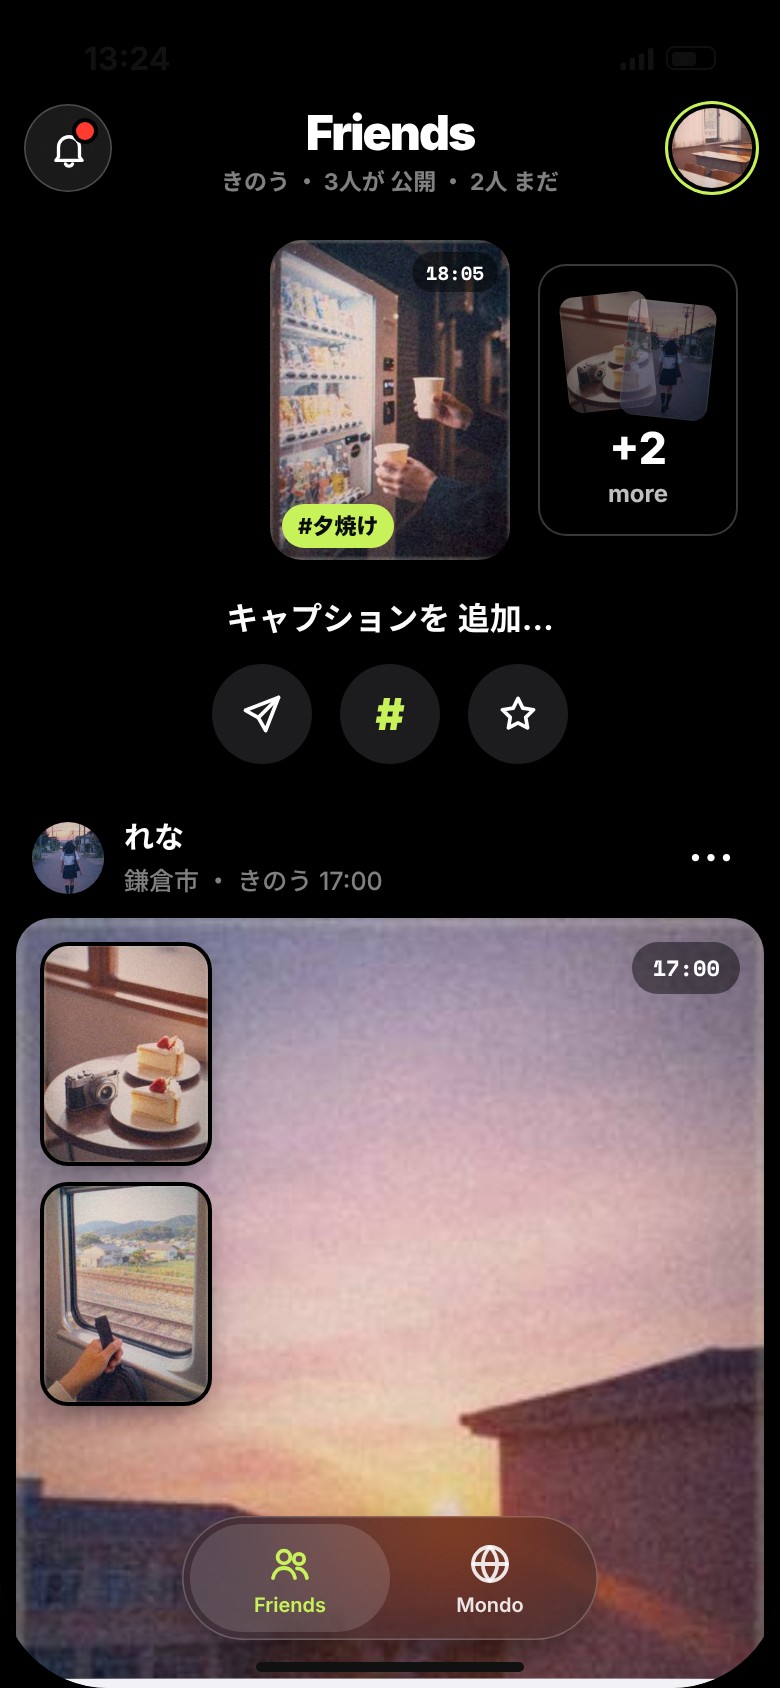 13:24
Friends
きのう ・ 3人が 公開 ・ 2人 まだ
18:05
#夕焼け
+2
more
キャプションを 追加...
#
れな
鎌倉市 ・ きのう 17:00
17:00
Friends
Mondo